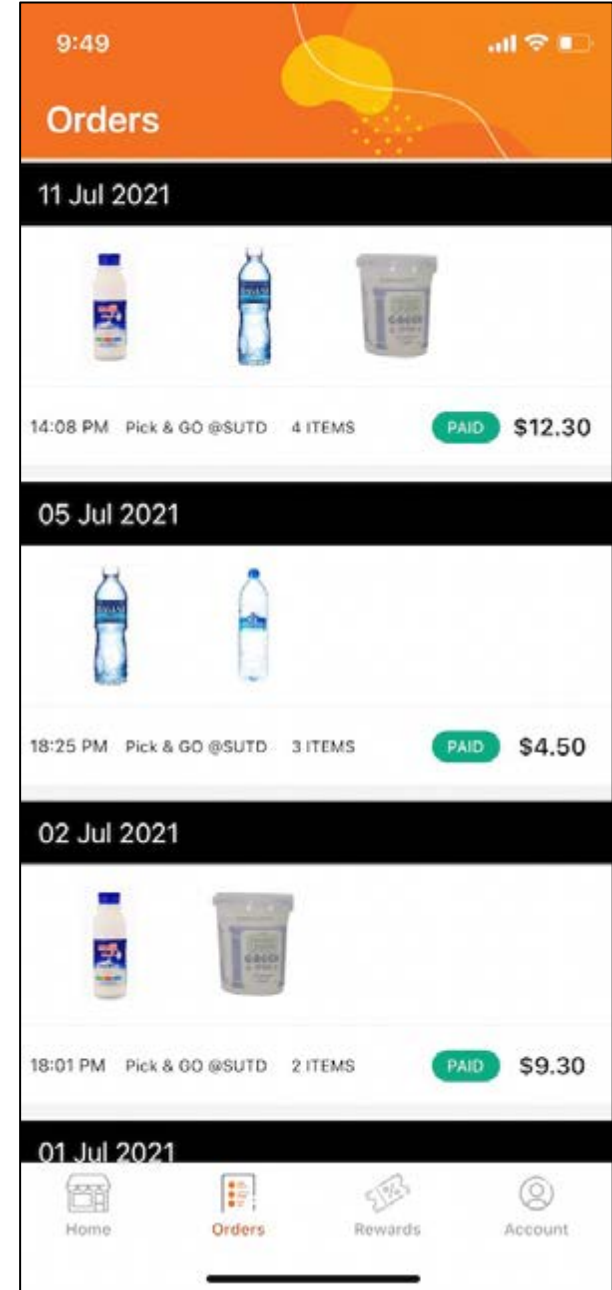 9:49
Orders
11 Jul 2021
14:08 PM Pick & GO @SUTD 4 ITEMS PAID $12.30
05 Jul 2021
18:25 PM Pick & GO @SUTD 3 ITEMS PAID $4.50
02 Jul 2021
18:01 PM Pick & GO @SUTD 2 ITEMS PAID $9.30
01 Jul 2021
Home Orders Rewards Account